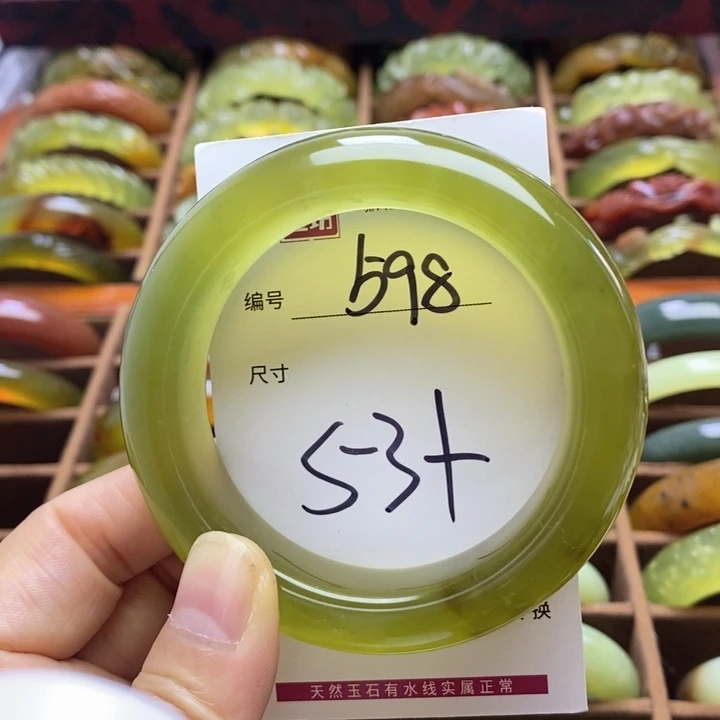 编号 598
尺寸
53+
换
天然玉石有水线实属正常